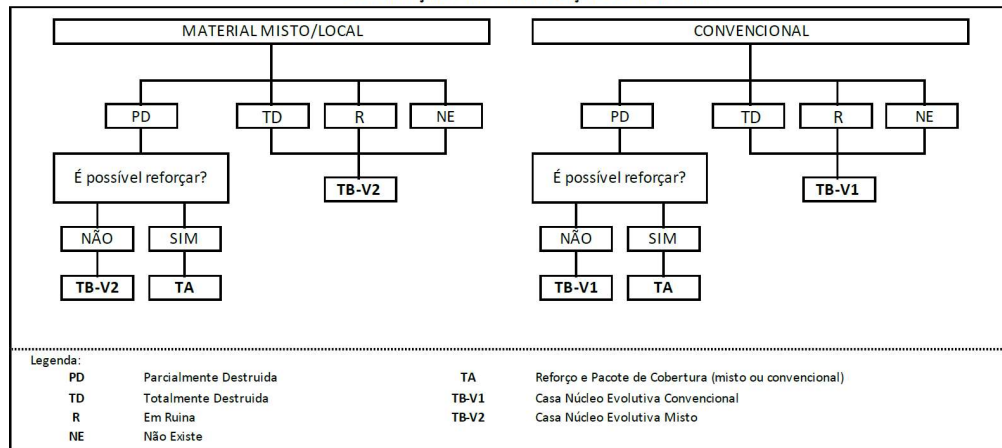 MATERIAL MISTO/LOCAL
CONVENCIONAL
PD
TD
R
NE
PD
TD
R
NE
É possível reforçar?
TB-V2
É possível reforçar?
TB-V1
NÃO
SIM
NÃO
SIM
TB-V2
TA
TB-V1
TA
Legenda:
PD Parcialmente Destruida TA Reforço e Pacote de Cobertura (misto ou convencional)
TD Totalmente Destruida TB-V1 Casa Núcleo Evolutiva Convencional
R Em Ruina TB-V2 Casa Núcleo Evolutiva Misto
NE Não Existe